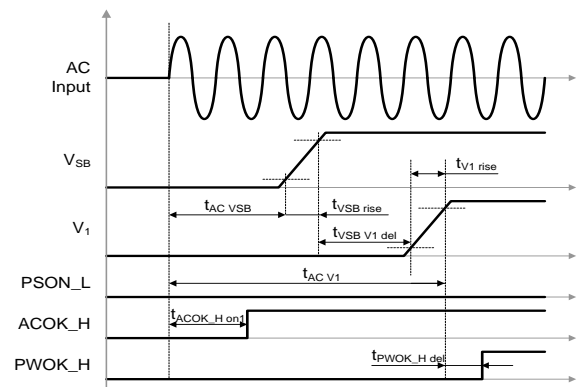 AC
Input
VSB
tV1 rise
tAC VSB
tVSB rise
V1
tVSB V1 del
tAC V1
PSON_L
tACOK_H on1
ACOK_H
tPWOK_H del
PWOK_H